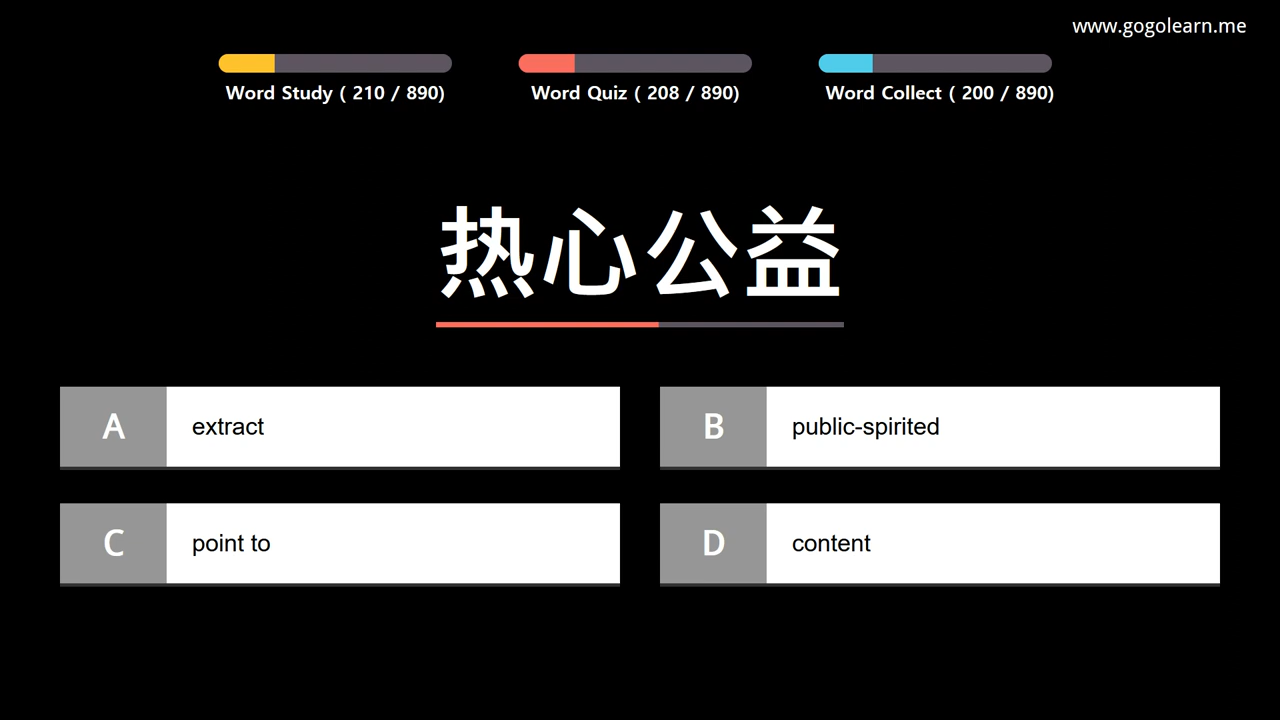 www.gogolearn.me
Word Study ( 210 / 890)
Word Quiz ( 208 / 890)
Word Collect ( 200 / 890)
热心公益
A extract
B public-spirited
C point to
D content